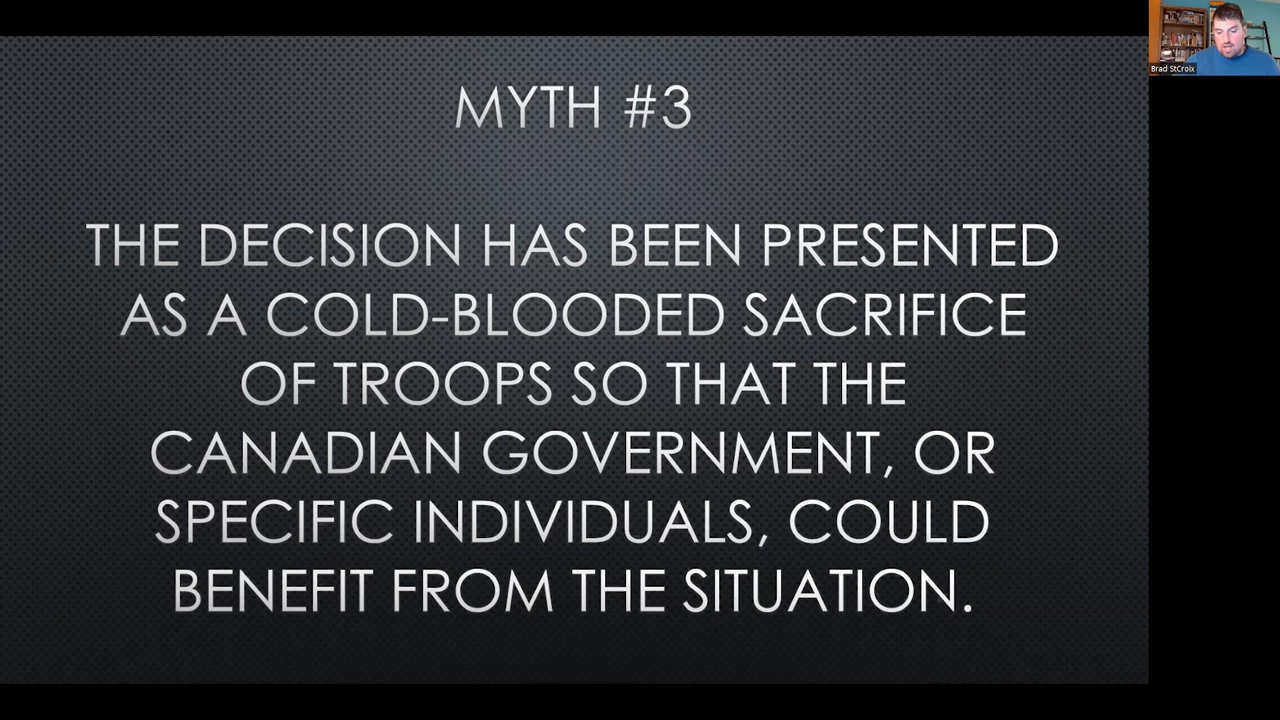 MYTH #3
THE DECISION HAS BEEN PRESENTED
AS A COLD-BLOODED SACRIFICE
OF TROOPS SO THAT THE
CANADIAN GOVERNMENT, OR
SPECIFIC INDIVIDUALS, COULD
BENEFIT FROM THE SITUATION.
Brad StCroix